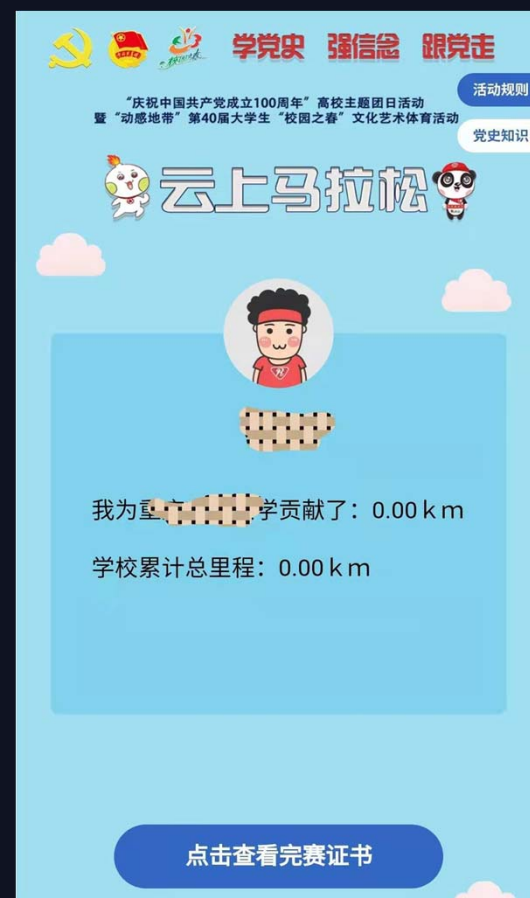 学党史 强信念 跟党走
活动规则
“庆祝中国共产党成立100周年”高校主题团日活动
暨“动感地带”第40届大学生“校园之春”文化艺术体育活动
党史知识
云上马拉松
我为重 学贡献了：0.00km
学校累计总里程：0.00km
点击查看完赛证书